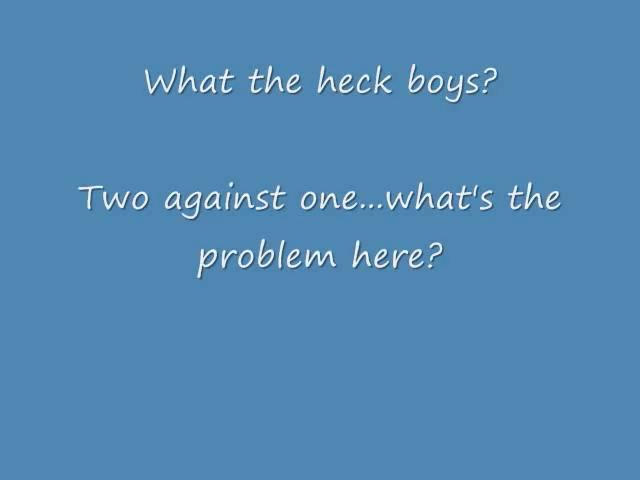 What the heck boys?
Two against one...what's the
problem here?